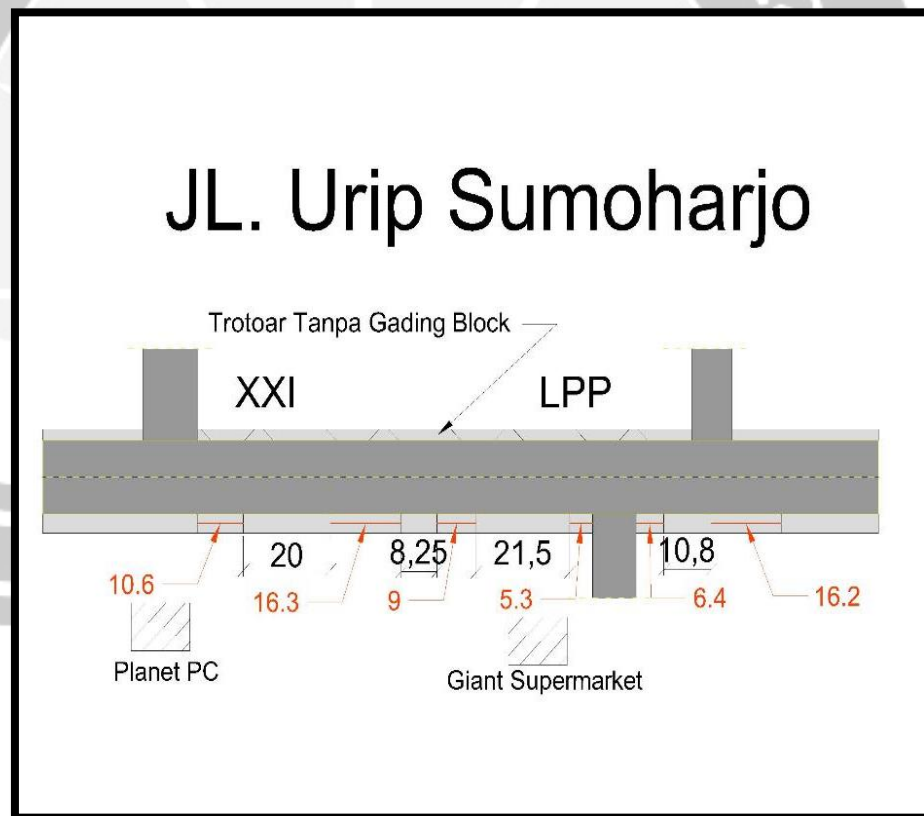 JL. Urip Sumoharjo
Trotoar Tanpa Gading Block
XXI
LPP
20
8,25
21,5
10,8
10.6
16.3
9
5.3
6.4
16.2
Planet PC
Giant Supermarket